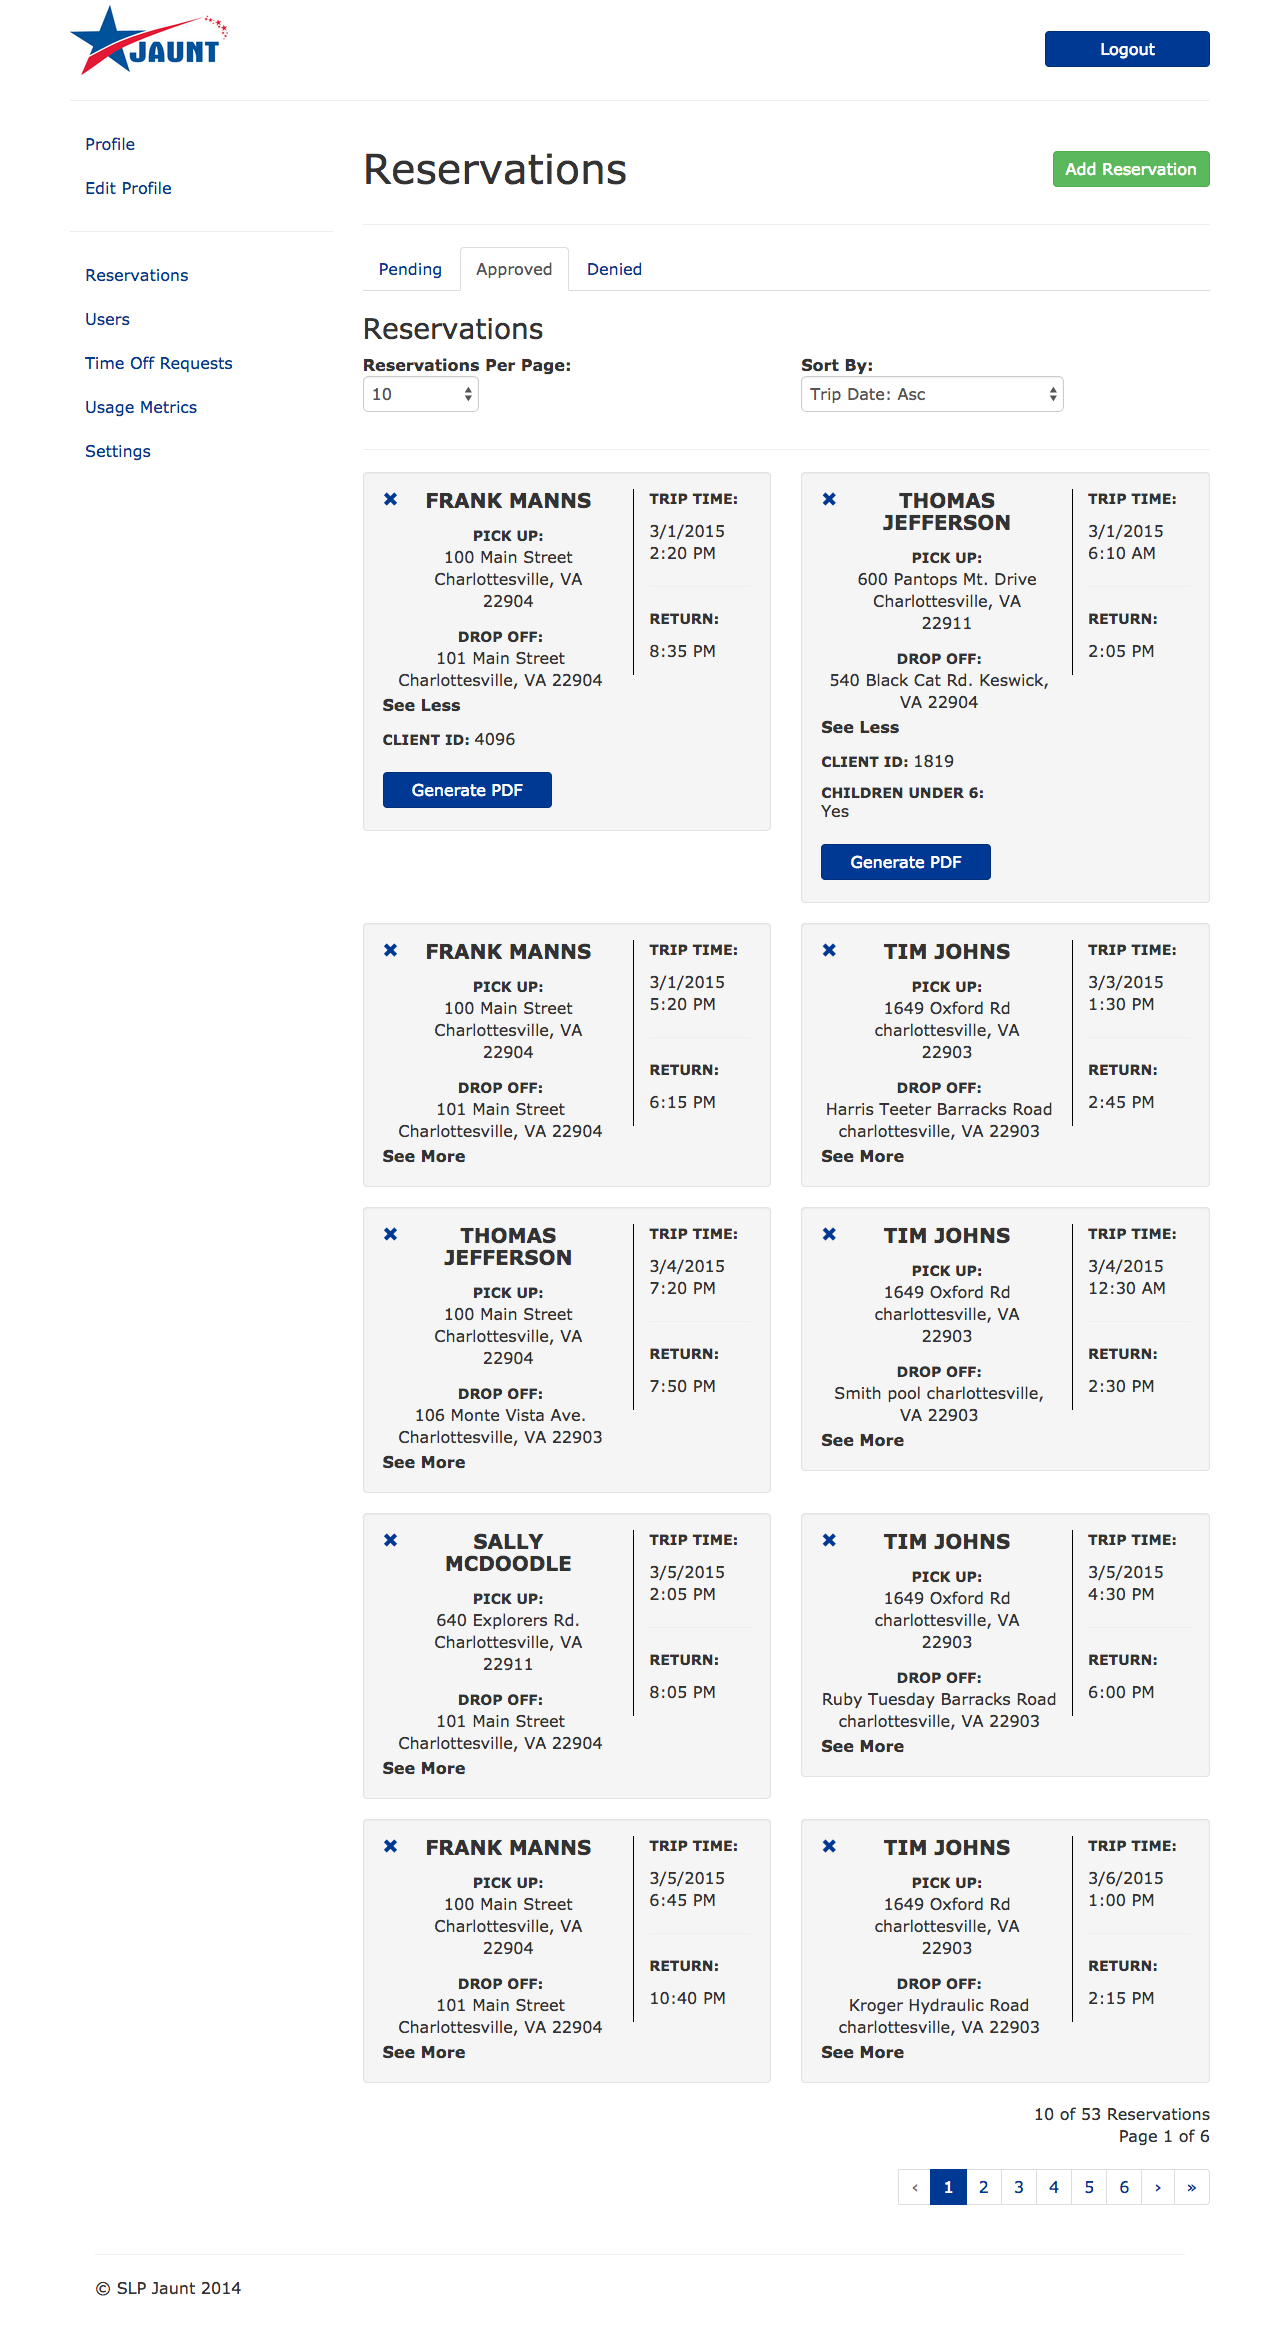 JAUNT
Logout
Profile
Edit Profile
Reservations
Users
Time Off Requests
Usage Metrics
Settings
Reservations
Add Reservation
Pending
Approved
Denied
Reservations
Reservations Per Page:
10
Sort By:
Trip Date: Asc
FRANK MANNS
PICK UP:
100 Main Street
Charlottesville, VA
22904
DROP OFF:
101 Main Street
Charlottesville, VA 22904
See Less
CLIENT ID: 4096
Generate PDF
TRIP TIME:
3/1/2015
2:20 PM
RETURN:
8:35 PM
THOMAS
JEFFERSON
PICK UP:
600 Pantops Mt. Drive
Charlottesville, VA
22911
DROP OFF:
540 Black Cat Rd. Keswick,
VA 22904
See Less
CLIENT ID: 1819
CHILDREN UNDER 6:
Yes
Generate PDF
TRIP TIME:
3/1/2015
6:10 AM
RETURN:
2:05 PM
FRANK MANNS
PICK UP:
100 Main Street
Charlottesville, VA
22904
DROP OFF:
101 Main Street
Charlottesville, VA 22904
See More
TRIP TIME:
3/1/2015
5:20 PM
RETURN:
6:15 PM
TIM JOHNS
PICK UP:
1649 Oxford Rd
charlottesville, VA
22903
DROP OFF:
Harris Teeter Barracks Road
charlottesville, VA 22903
See More
TRIP TIME:
3/3/2015
1:30 PM
RETURN:
2:45 PM
THOMAS
JEFFERSON
PICK UP:
100 Main Street
Charlottesville, VA
22904
DROP OFF:
106 Monte Vista Ave.
Charlottesville, VA 22903
See More
TRIP TIME:
3/4/2015
7:20 PM
RETURN:
7:50 PM
TIM JOHNS
PICK UP:
1649 Oxford Rd
charlottesville, VA
22903
DROP OFF:
Smith pool charlottesville,
VA 22903
See More
TRIP TIME:
3/4/2015
12:30 AM
RETURN:
2:30 PM
SALLY
MCDOODLE
PICK UP:
640 Explorers Rd.
Charlottesville, VA
22911
DROP OFF:
101 Main Street
Charlottesville, VA 22904
See More
TRIP TIME:
3/5/2015
2:05 PM
RETURN:
8:05 PM
TIM JOHNS
PICK UP:
1649 Oxford Rd
charlottesville, VA
22903
DROP OFF:
Ruby Tuesday Barracks Road
charlottesville, VA 22903
See More
TRIP TIME:
3/5/2015
4:30 PM
RETURN:
6:00 PM
FRANK MANNS
PICK UP:
100 Main Street
Charlottesville, VA
22904
DROP OFF:
101 Main Street
Charlottesville, VA 22904
See More
TRIP TIME:
3/5/2015
6:45 PM
RETURN:
10:40 PM
TIM JOHNS
PICK UP:
1649 Oxford Rd
charlottesville, VA
22903
DROP OFF:
Kroger Hydraulic Road
charlottesville, VA 22903
See More
TRIP TIME:
3/6/2015
1:00 PM
RETURN:
2:15 PM
10 of 53 Reservations
Page 1 of 6
‹ 1 2 3 4 5 6 › »
© SLP Jaunt 2014